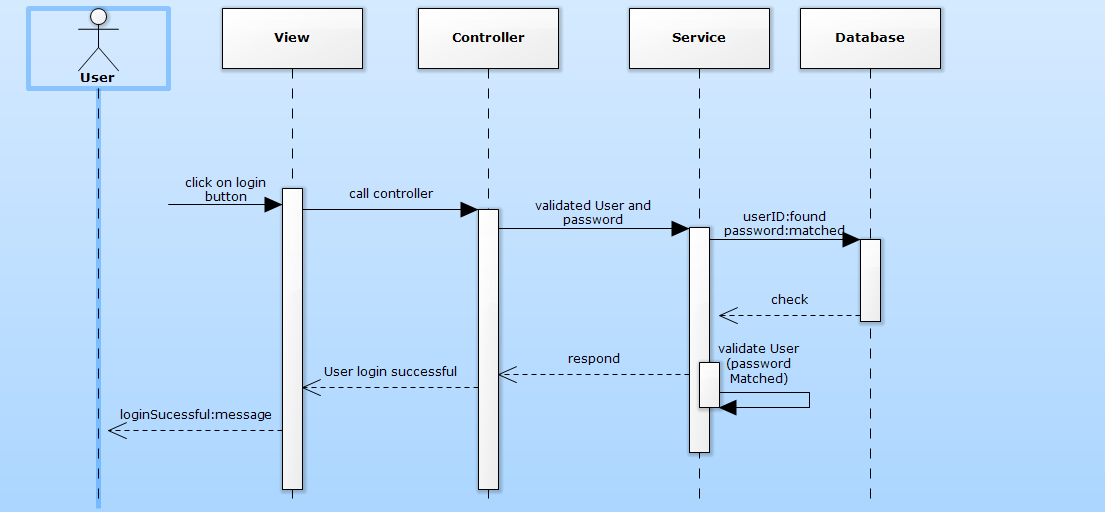 User
View
Controller
Service
Database
click on login
button
call controller
validated User and
password
userID:found
password:matched
check
validate User
(password
Matched)
respond
User login successful
loginSucessful:message